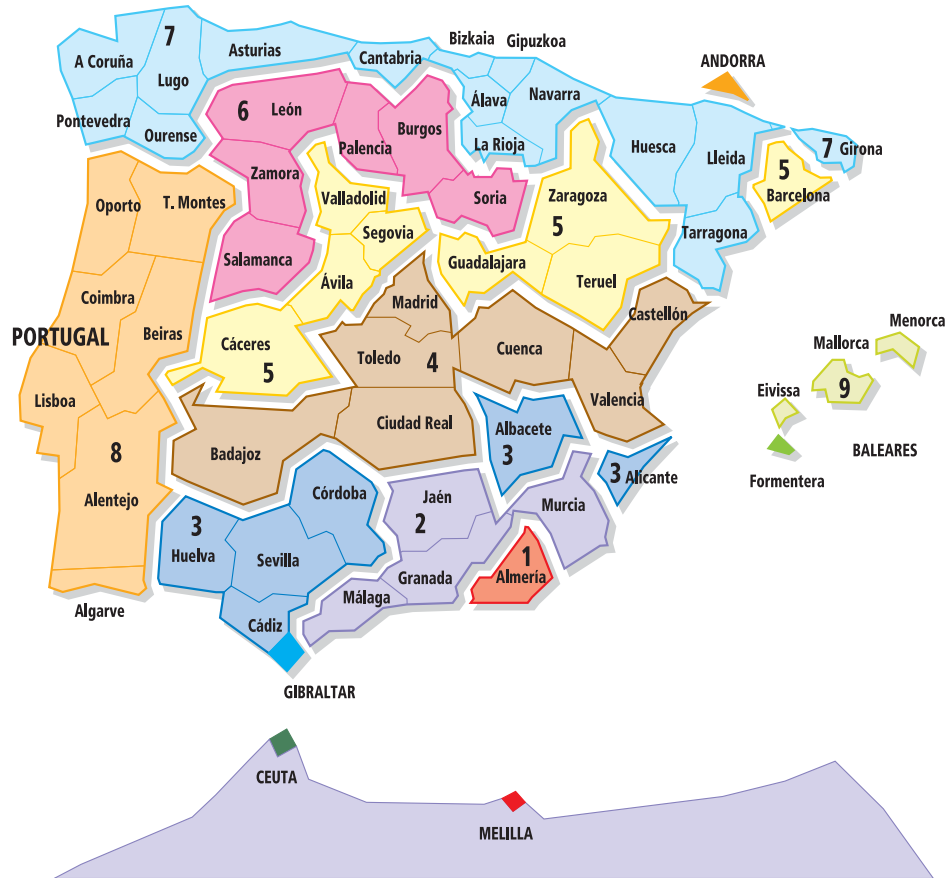 7
A Coruña
Lugo
Asturias
Cantabria
Bizkaia
Gipuzkoa
ANDORRA
Pontevedra
Ourense
6
León
Palencia
Burgos
Álava
Navarra
La Rioja
Huesca
Lleida
7 Girona
5
Barcelona
Oporto
T. Montes
Zamora
Valladolid
Segovia
Soria
Zaragoza
5
Tarragona
Salamanca
Ávila
Guadalajara
Teruel
Coimbra
PORTUGAL
Beiras
Madrid
Castellón
Menorca
Mallorca
9
Eivissa
Cáceres
5
Toledo
4
Cuenca
Lisboa
Valencia
8
Badajoz
Ciudad Real
Albacete
3
3 Alicante
BALEARES
Formentera
Alentejo
Córdoba
Jaén
2
Murcia
3
Huelva
Sevilla
1
Almería
Granada
Málaga
Algarve
Cádiz
GIBRALTAR
CEUTA
MELILLA